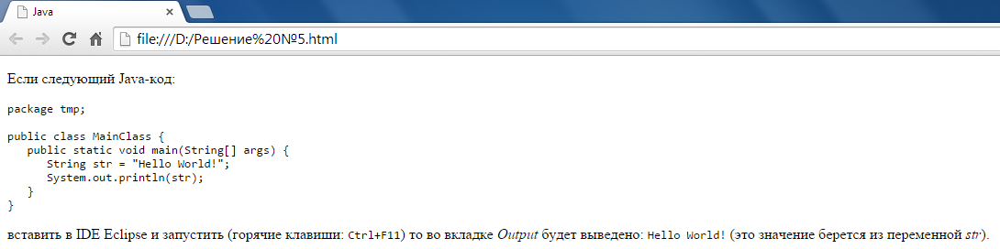 Java
file:///D:/Решение%20№5.html
Если следующий Java-код:
package tmp;
public class MainClass {
public static void main(String[] args) {
String str = "Hello World!";
System.out.println(str);
}
}
вставить в IDE Eclipse и запустить (горячие клавиши: Ctrl+F11) то во вкладке Output будет выведено: Hello World! (это значение берется из переменной str).